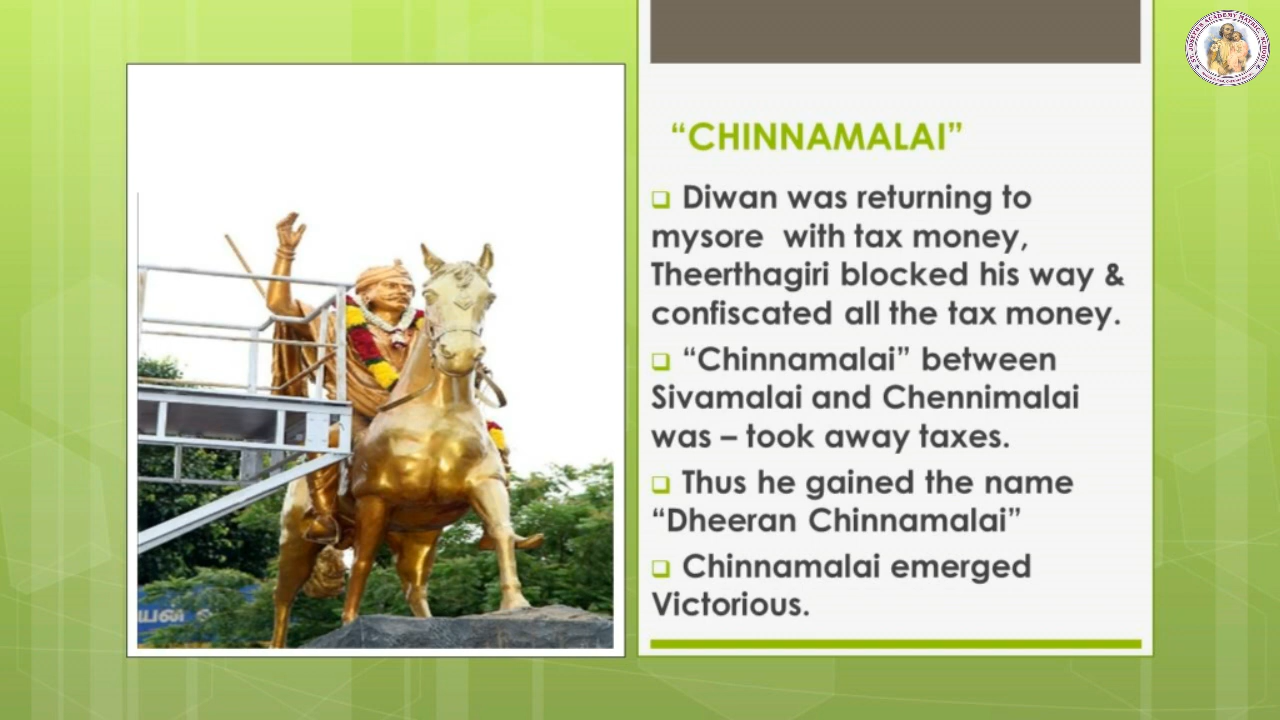 “CHINNAMALAI”
❑ Diwan was returning to
mysore with tax money,
Theerthagiri blocked his way &
confiscated all the tax money.
❑ “Chinnamalai” between
Sivamalai and Chennimalai
was – took away taxes.
❑ Thus he gained the name
“Dheeran Chinnamalai”
❑ Chinnamalai emerged
Victorious.